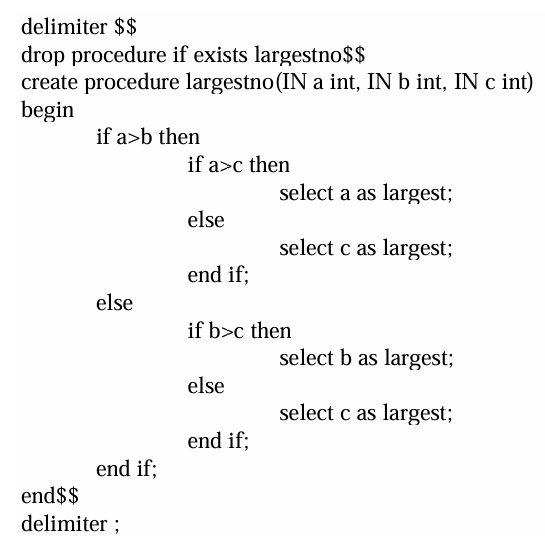 delimiter $$
drop procedure if exists largestno$$
create procedure largestno(IN a int, IN b int, IN c int)
begin
if a>b then
if a>c then
select a as largest;
else
select c as largest;
end if;
else
if b>c then
select b as largest;
else
select c as largest;
end if;
end if;
end$$
delimiter ;